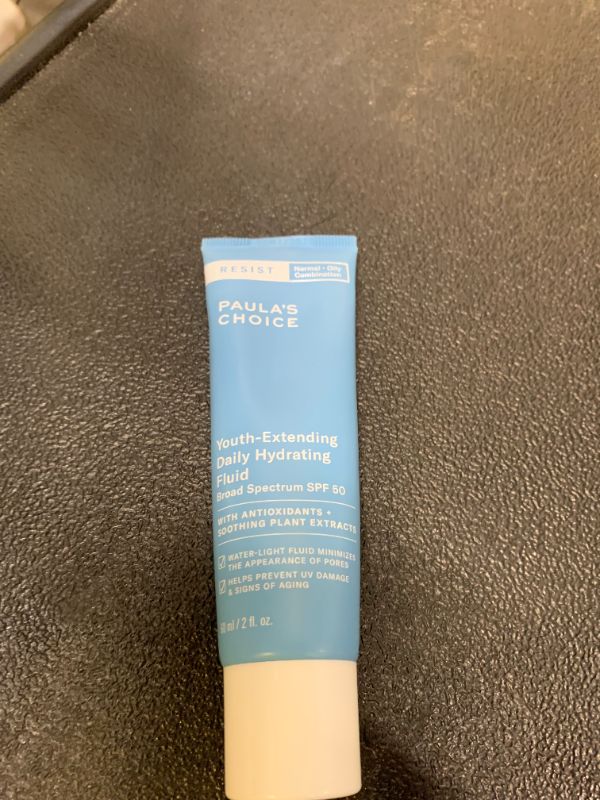 RESIST
Normal • Oily
Combination
PAULA'S
CHOICE
Youth-Extending
Daily Hydrating
Fluid
Broad Spectrum SPF 50
WITH ANTIOXIDANTS +
SOOTHING PLANT EXTRACTS
WATER-LIGHT FLUID MINIMIZES
THE APPEARANCE OF PORES
HELPS PREVENT UV DAMAGE
& SIGNS OF AGING
60 ml / 2 fl. oz.